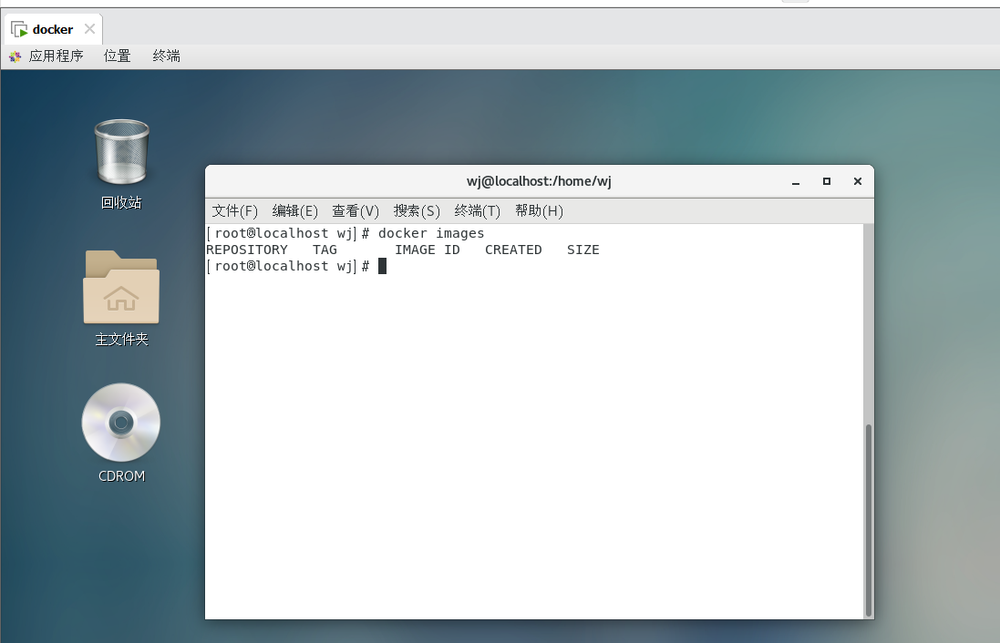 docker
应用程序 位置 终端
回收站
主文件夹
CDROM
wj@localhost:/home/wj
文件(F) 编辑(E) 查看(V) 搜索(S) 终端(T) 帮助(H)
[root@localhost wj]# docker images
REPOSITORY TAG IMAGE ID CREATED SIZE
[root@localhost wj]#